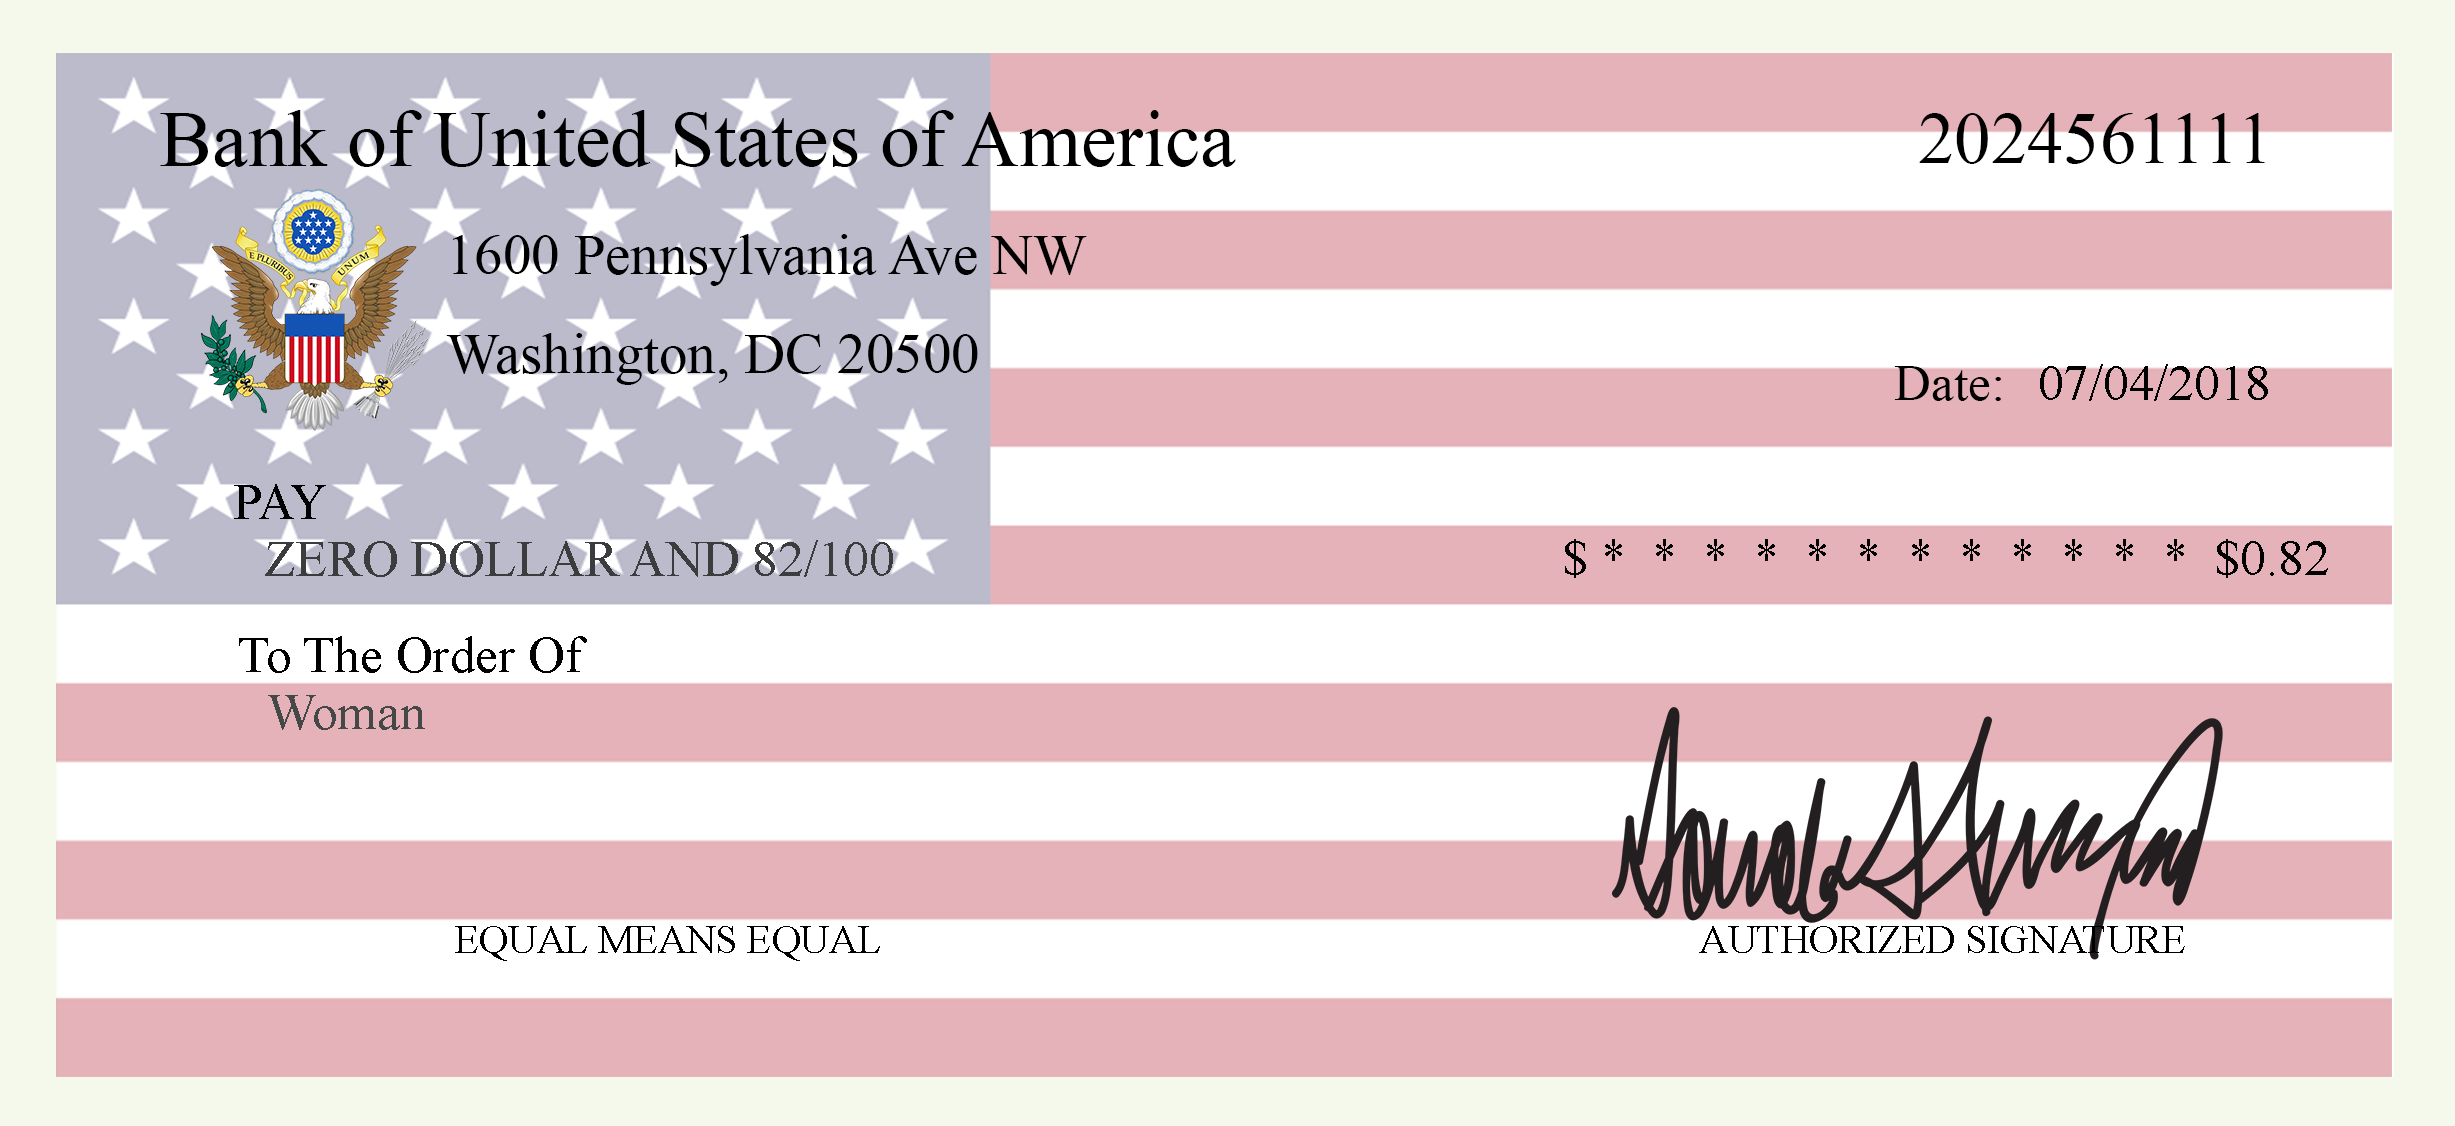 Bank of United States of America
2024561111
E PLURIBUS UNUM
1600 Pennsylvania Ave NW
Washington, DC 20500
Date: 07/04/2018
PAY
ZERO DOLLAR AND 82/100
$ * * * * * * * * * * * * $0.82
To The Order Of
Woman
EQUAL MEANS EQUAL
AUTHORIZED SIGNATURE